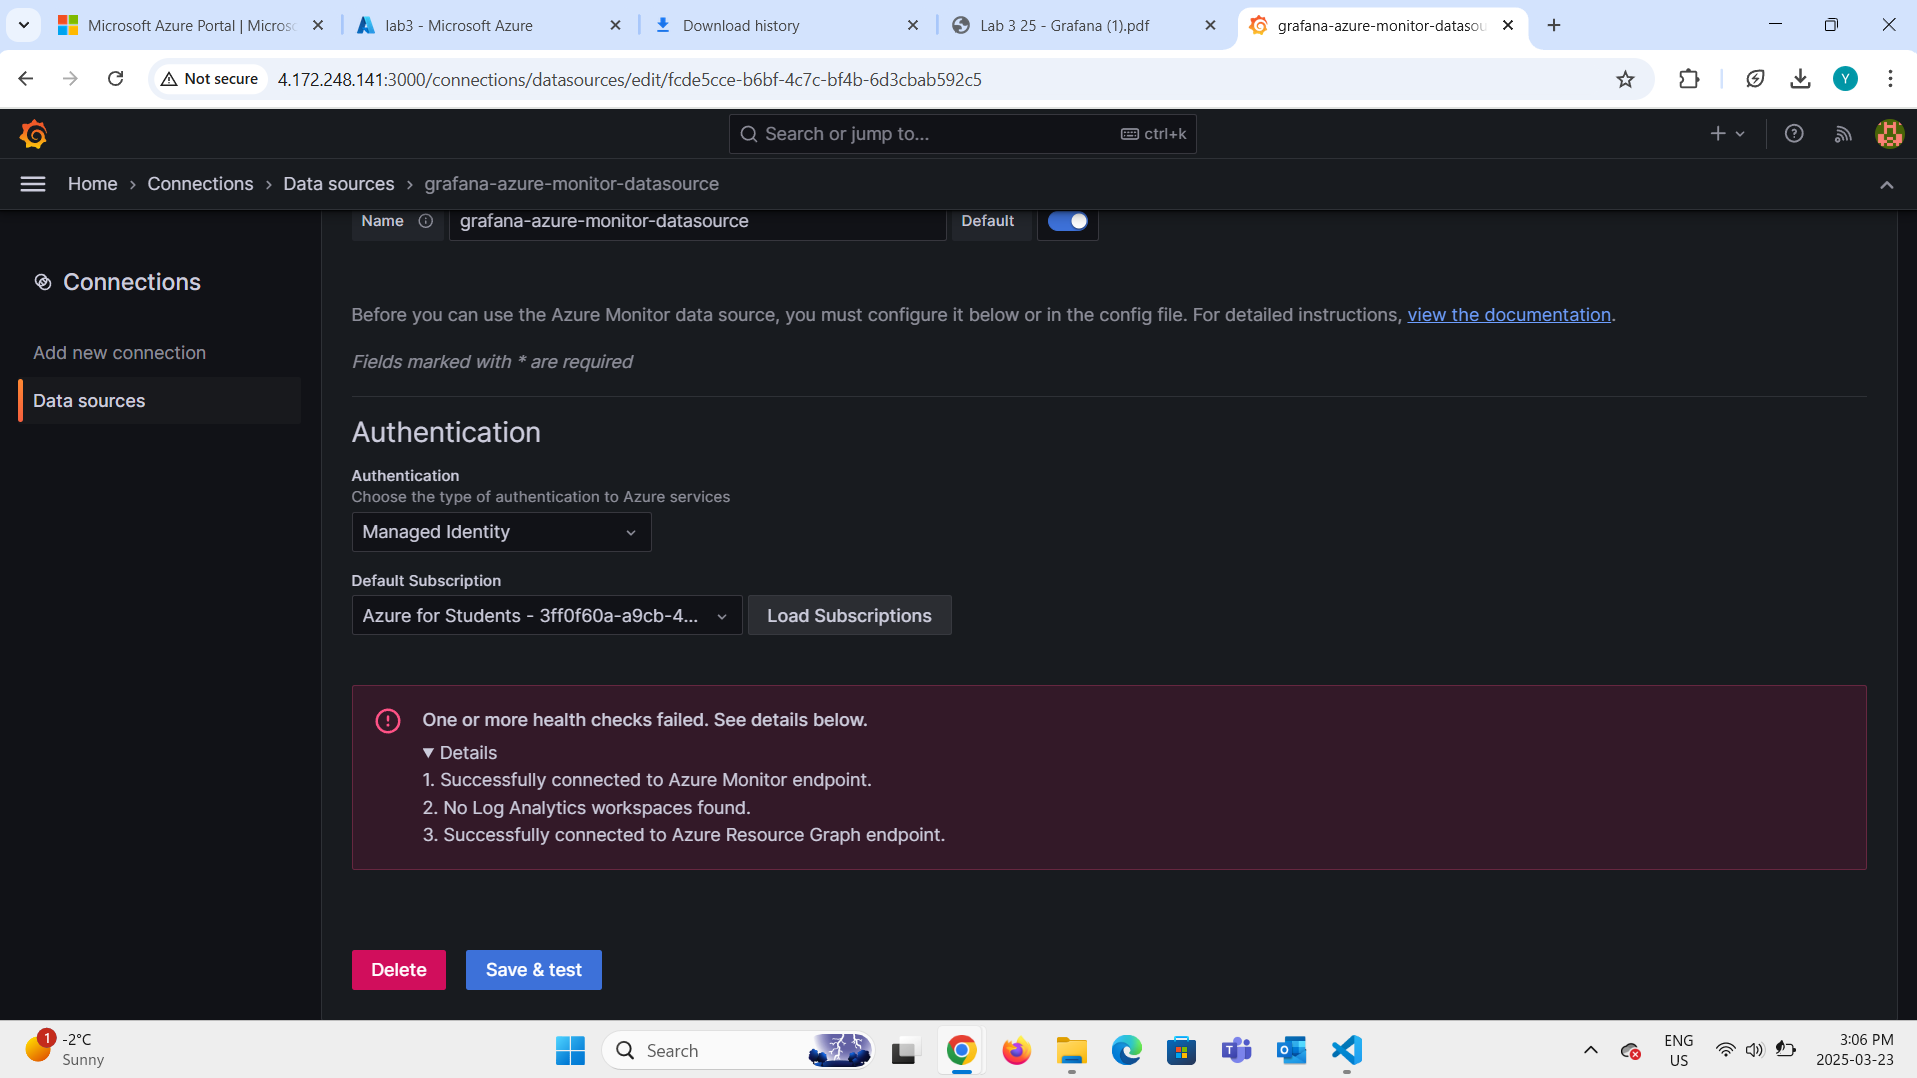 Microsoft Azure Portal | Micros
lab3 - Microsoft Azure
Download history
Lab 3 25 - Grafana (1).pdf
grafana-azure-monitor-datasou
Not secure
4.172.248.141:3000/connections/datasources/edit/fcde5cce-b6bf-4c7c-bf4b-6d3cbab592c5
Y
Search or jump to...
ctrl+k
Home › Connections › Data sources › grafana-azure-monitor-datasource
Name
grafana-azure-monitor-datasource
Default
Connections
Add new connection
Data sources
Before you can use the Azure Monitor data source, you must configure it below or in the config file. For detailed instructions, view the documentation.
Fields marked with * are required
Authentication
Authentication
Choose the type of authentication to Azure services
Managed Identity
Default Subscription
Azure for Students - 3ff0f60a-a9cb-4...
Load Subscriptions
One or more health checks failed. See details below.
Details
1. Successfully connected to Azure Monitor endpoint.
2. No Log Analytics workspaces found.
3. Successfully connected to Azure Resource Graph endpoint.
Delete
Save & test
1
-2°C
Sunny
Search
ENG
US
3:06 PM
2025-03-23